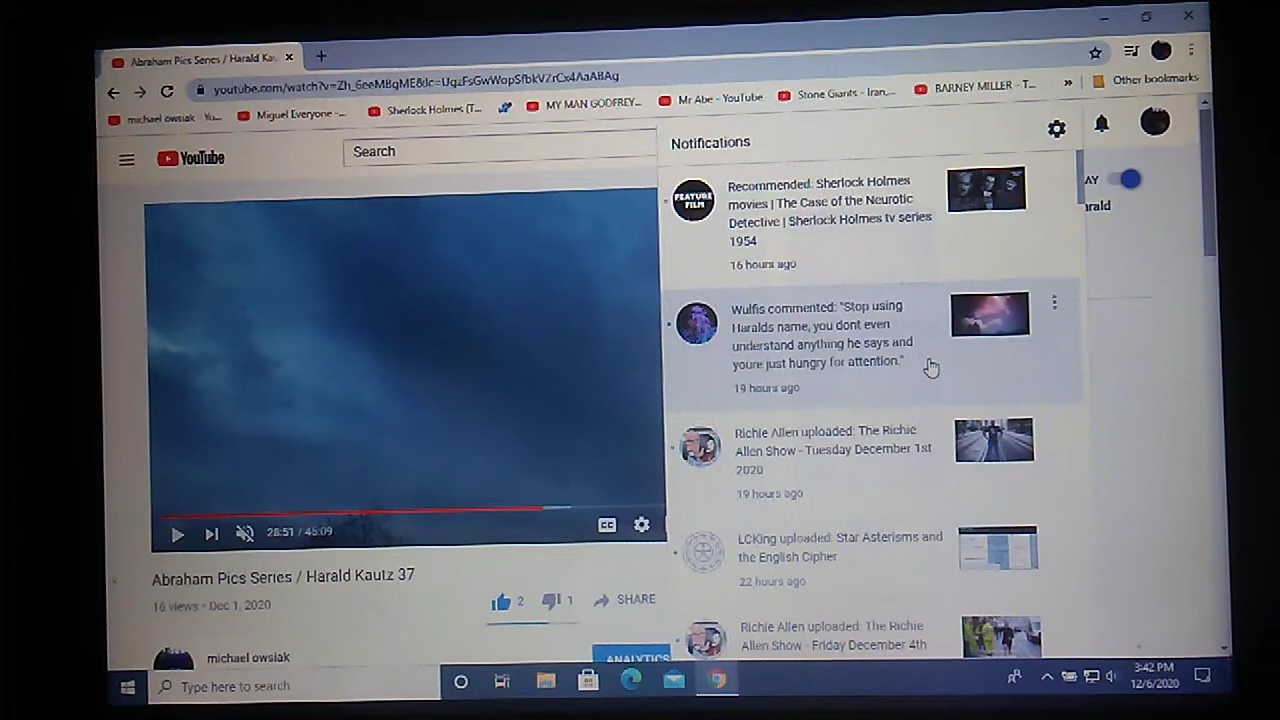 Abraham Pics Series / Harald Kau
youtube.com/watch?v=Zh_6eeMBqME&lc=UgzFsGwWopSfbkVZrCx4AaABAg
michael owsiak - Yo...
Miguel Everyone -...
Sherlock Holmes (T...
MY MAN GODFREY...
Mr Abe - YouTube
Stone Giants - Iran,...
BARNEY MILLER - T...
»
Other bookmarks
YouTube
Search
Notifications
AY
arald
FEATURE
FILM
Recommended: Sherlock Holmes
movies | The Case of the Neurotic
Detective | Sherlock Holmes tv series
1954
16 hours ago
Wulfis commented: "Stop using
Haralds name, you dont even
understand anything he says and
youre just hungry for attention."
19 hours ago
Richie Allen uploaded: The Richie
Allen Show - Tuesday December 1st
2020
19 hours ago
LCKing uploaded: Star Asterisms and
the English Cipher
22 hours ago
Richie Allen uploaded: The Richie
Allen Show - Friday December 4th
28:51 / 45:09
CC
Abraham Pics Series / Harald Kautz 37
16 views • Dec 1, 2020
2
1
SHARE
michael owsiak
ANALYTICS
Type here to search
3:42 PM
12/6/2020